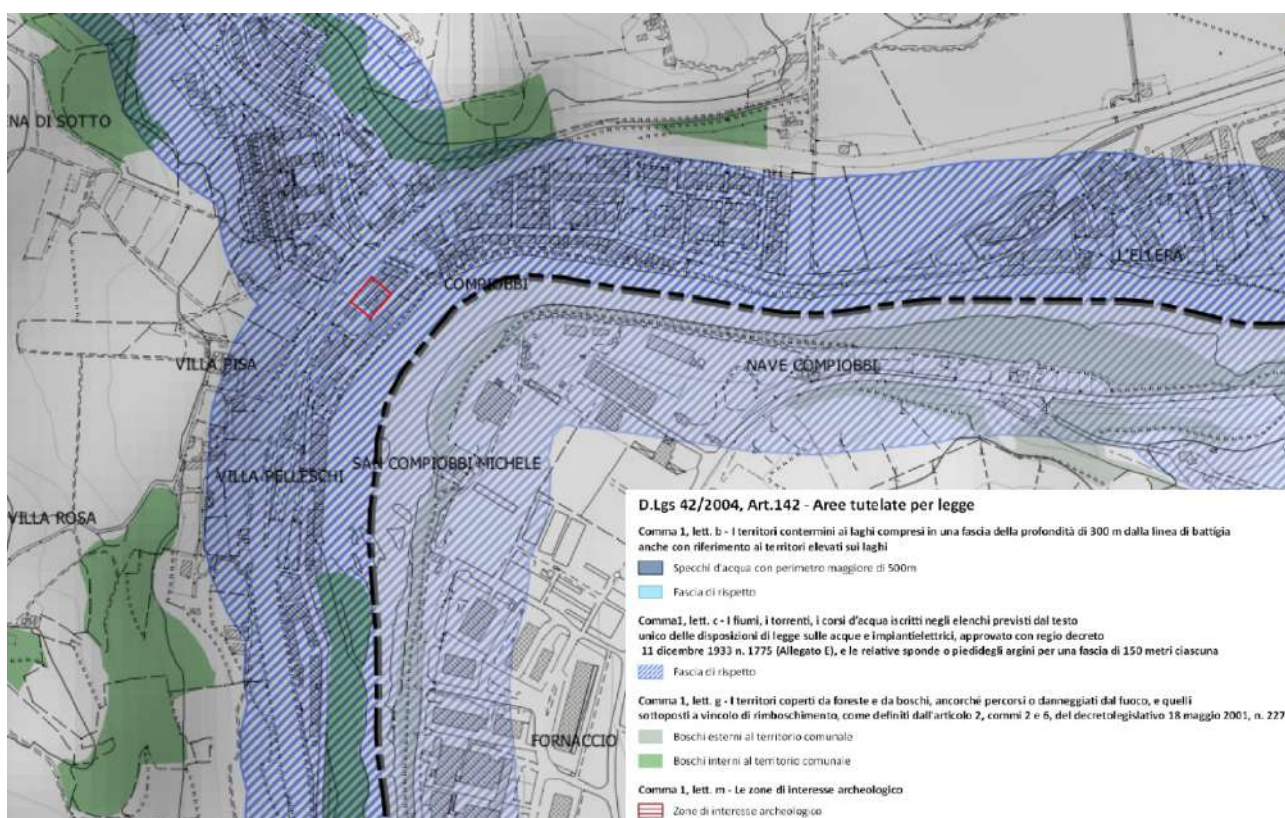 NA DI SOTTO
L'ELLERA
COMPIOBBI
VILLA PISA
NAVE COMPIOBBI
SAN COMPIOBBI MICHELE
VILLA PELLESCHI
VILLA ROSA
FORNACCIO
D.Lgs 42/2004, Art.142 - Aree tutelate per legge
Comma 1, lett. b - I territori contermini ai laghi compresi in una fascia della profondità di 300 m dalla linea di battigia
anche con riferimento ai territori elevati sui laghi
Specchi d'acqua con perimetro maggiore di 500m
Fascia di rispetto
Comma1, lett. c - I fiumi, i torrenti, i corsi d'acqua iscritti negli elenchi previsti dal testo
unico delle disposizioni di legge sulle acque e impiantielettrici, approvato con regio decreto
11 dicembre 1933 n. 1775 (Allegato E), e le relative sponde o piedidegli argini per una fascia di 150 metri ciascuna
Fascia di rispetto
Comma 1, lett. g - I territori coperti da foreste e da boschi, ancorché percorsi o danneggiati dal fuoco, e quelli
sottoposti a vincolo di rimboschimento, come definiti dall'articolo 2, commi 2 e 6, del decretolegislativo 18 maggio 2001, n. 227
Boschi esterni al territorio comunale
Boschi interni al territorio comunale
Comma 1, lett. m - Le zone di interesse archeologico
Zone di interesse archeologico